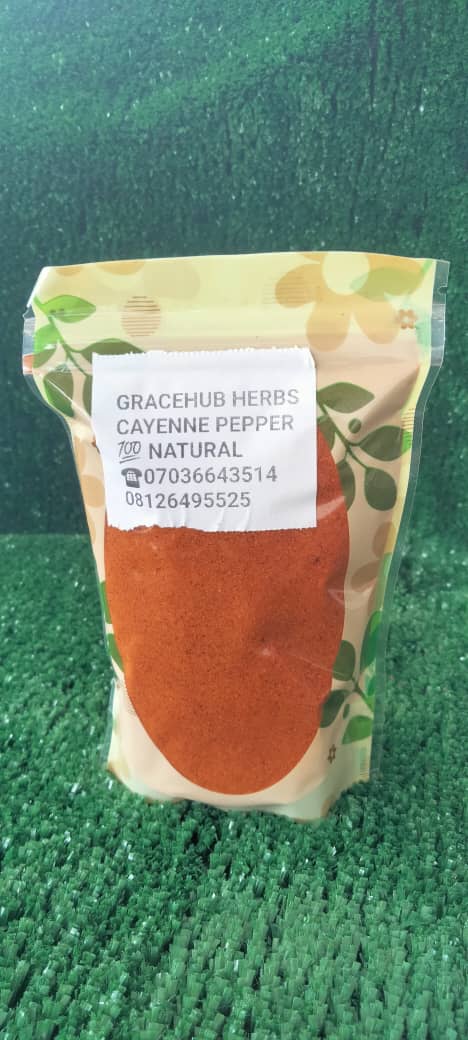 GRACEHUB HERBS
CAYENNE PEPPER
💯 NATURAL
☎07036643514
08126495525